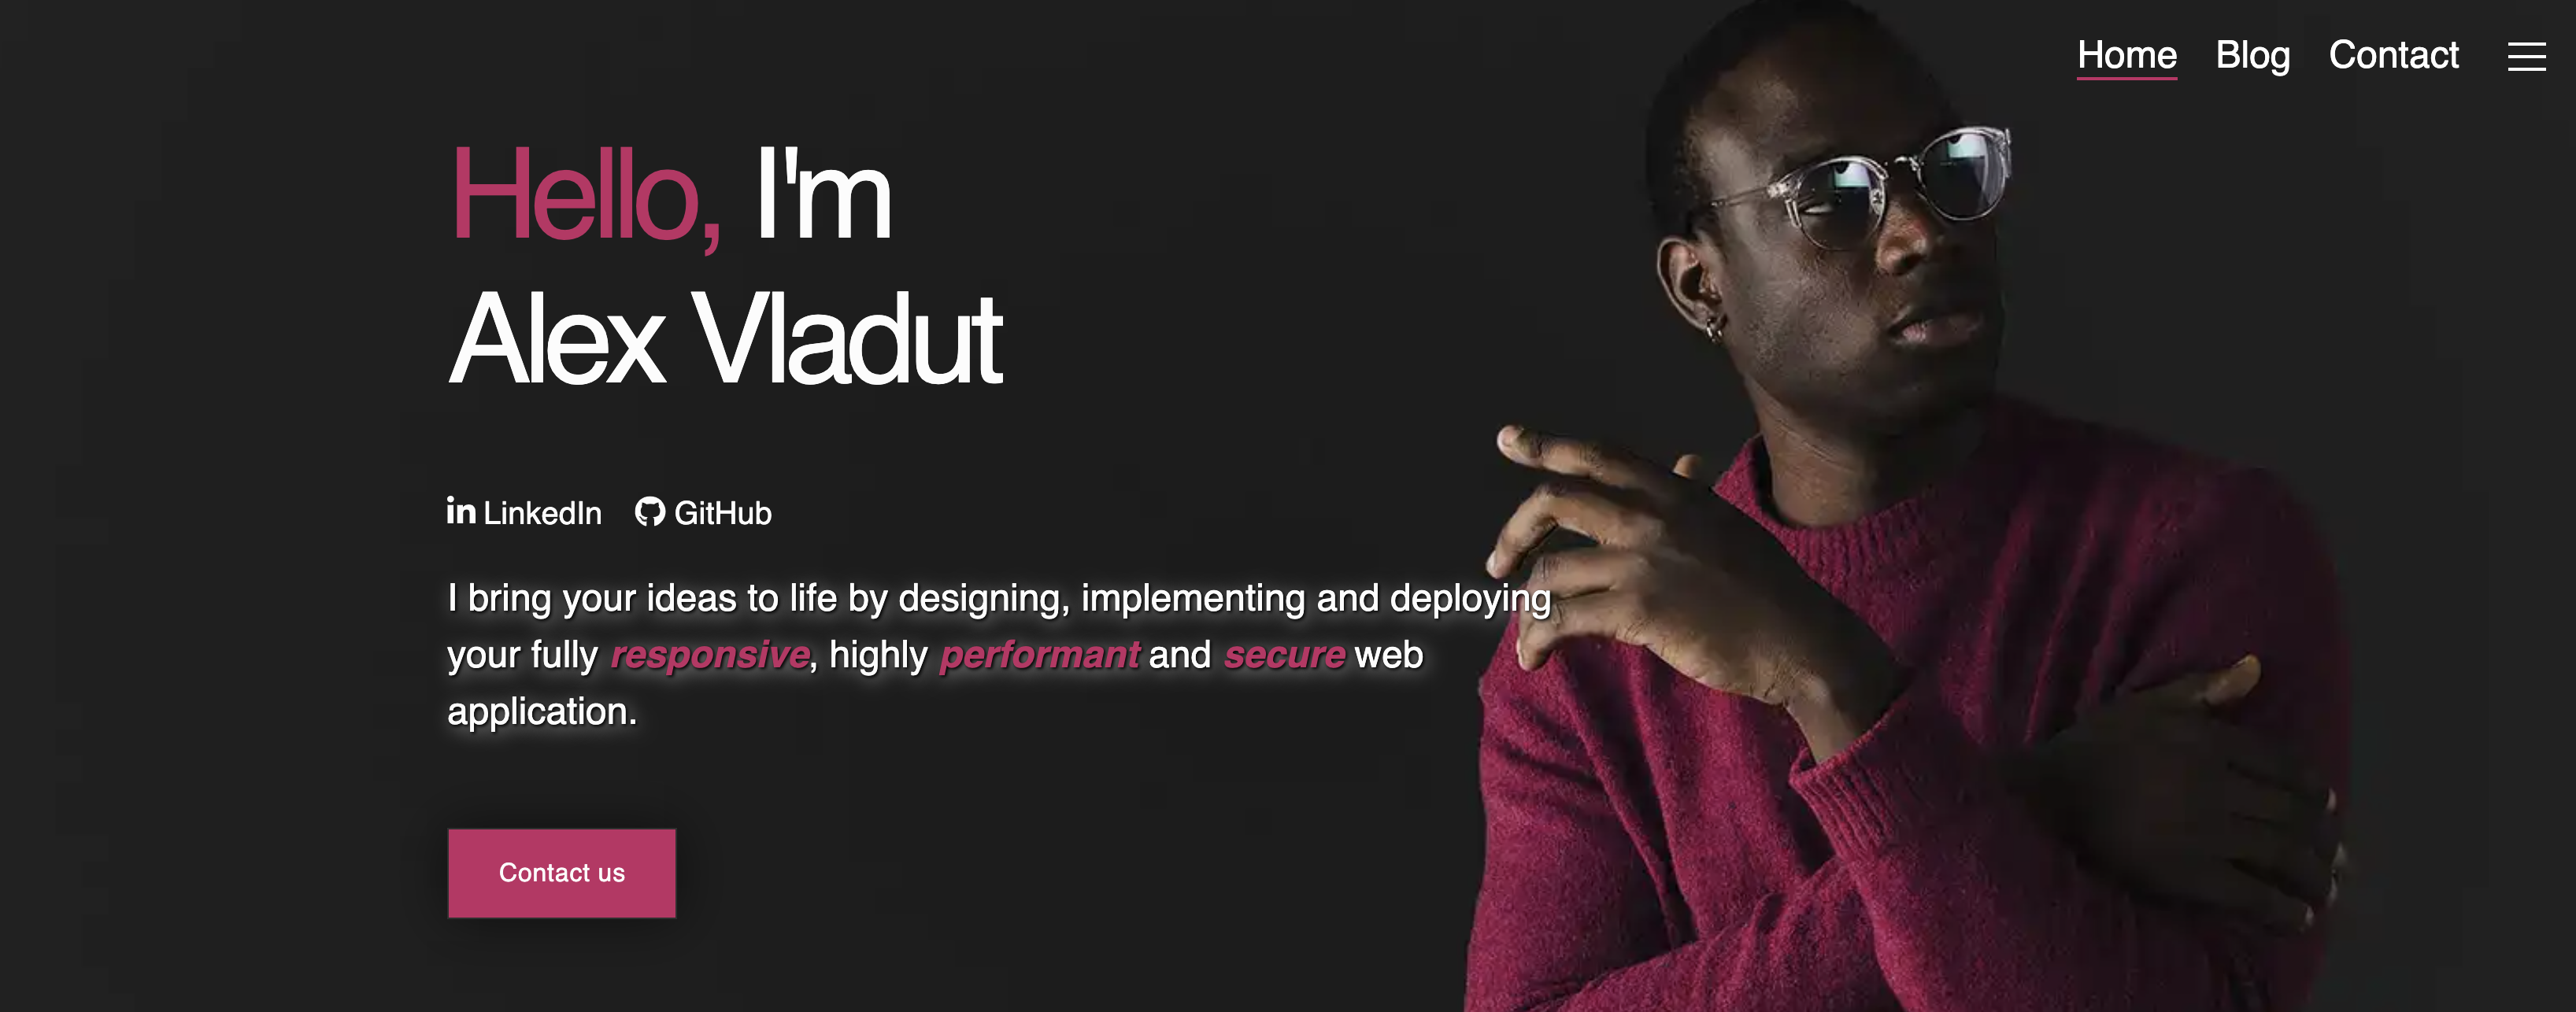 Home Blog Contact
Hello, I'm
Alex Vladut
in LinkedIn GitHub
I bring your ideas to life by designing, implementing and deploying
your fully responsive, highly performant and secure web
application.
Contact us